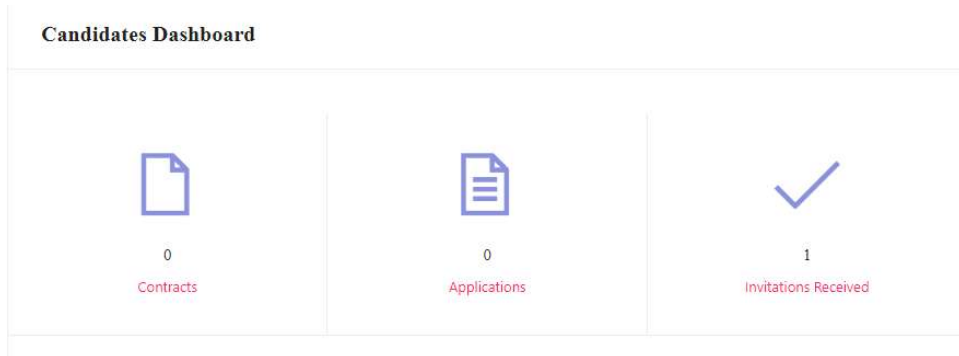 Candidates Dashboard
0
Contracts
0
Applications
1
Invitations Received